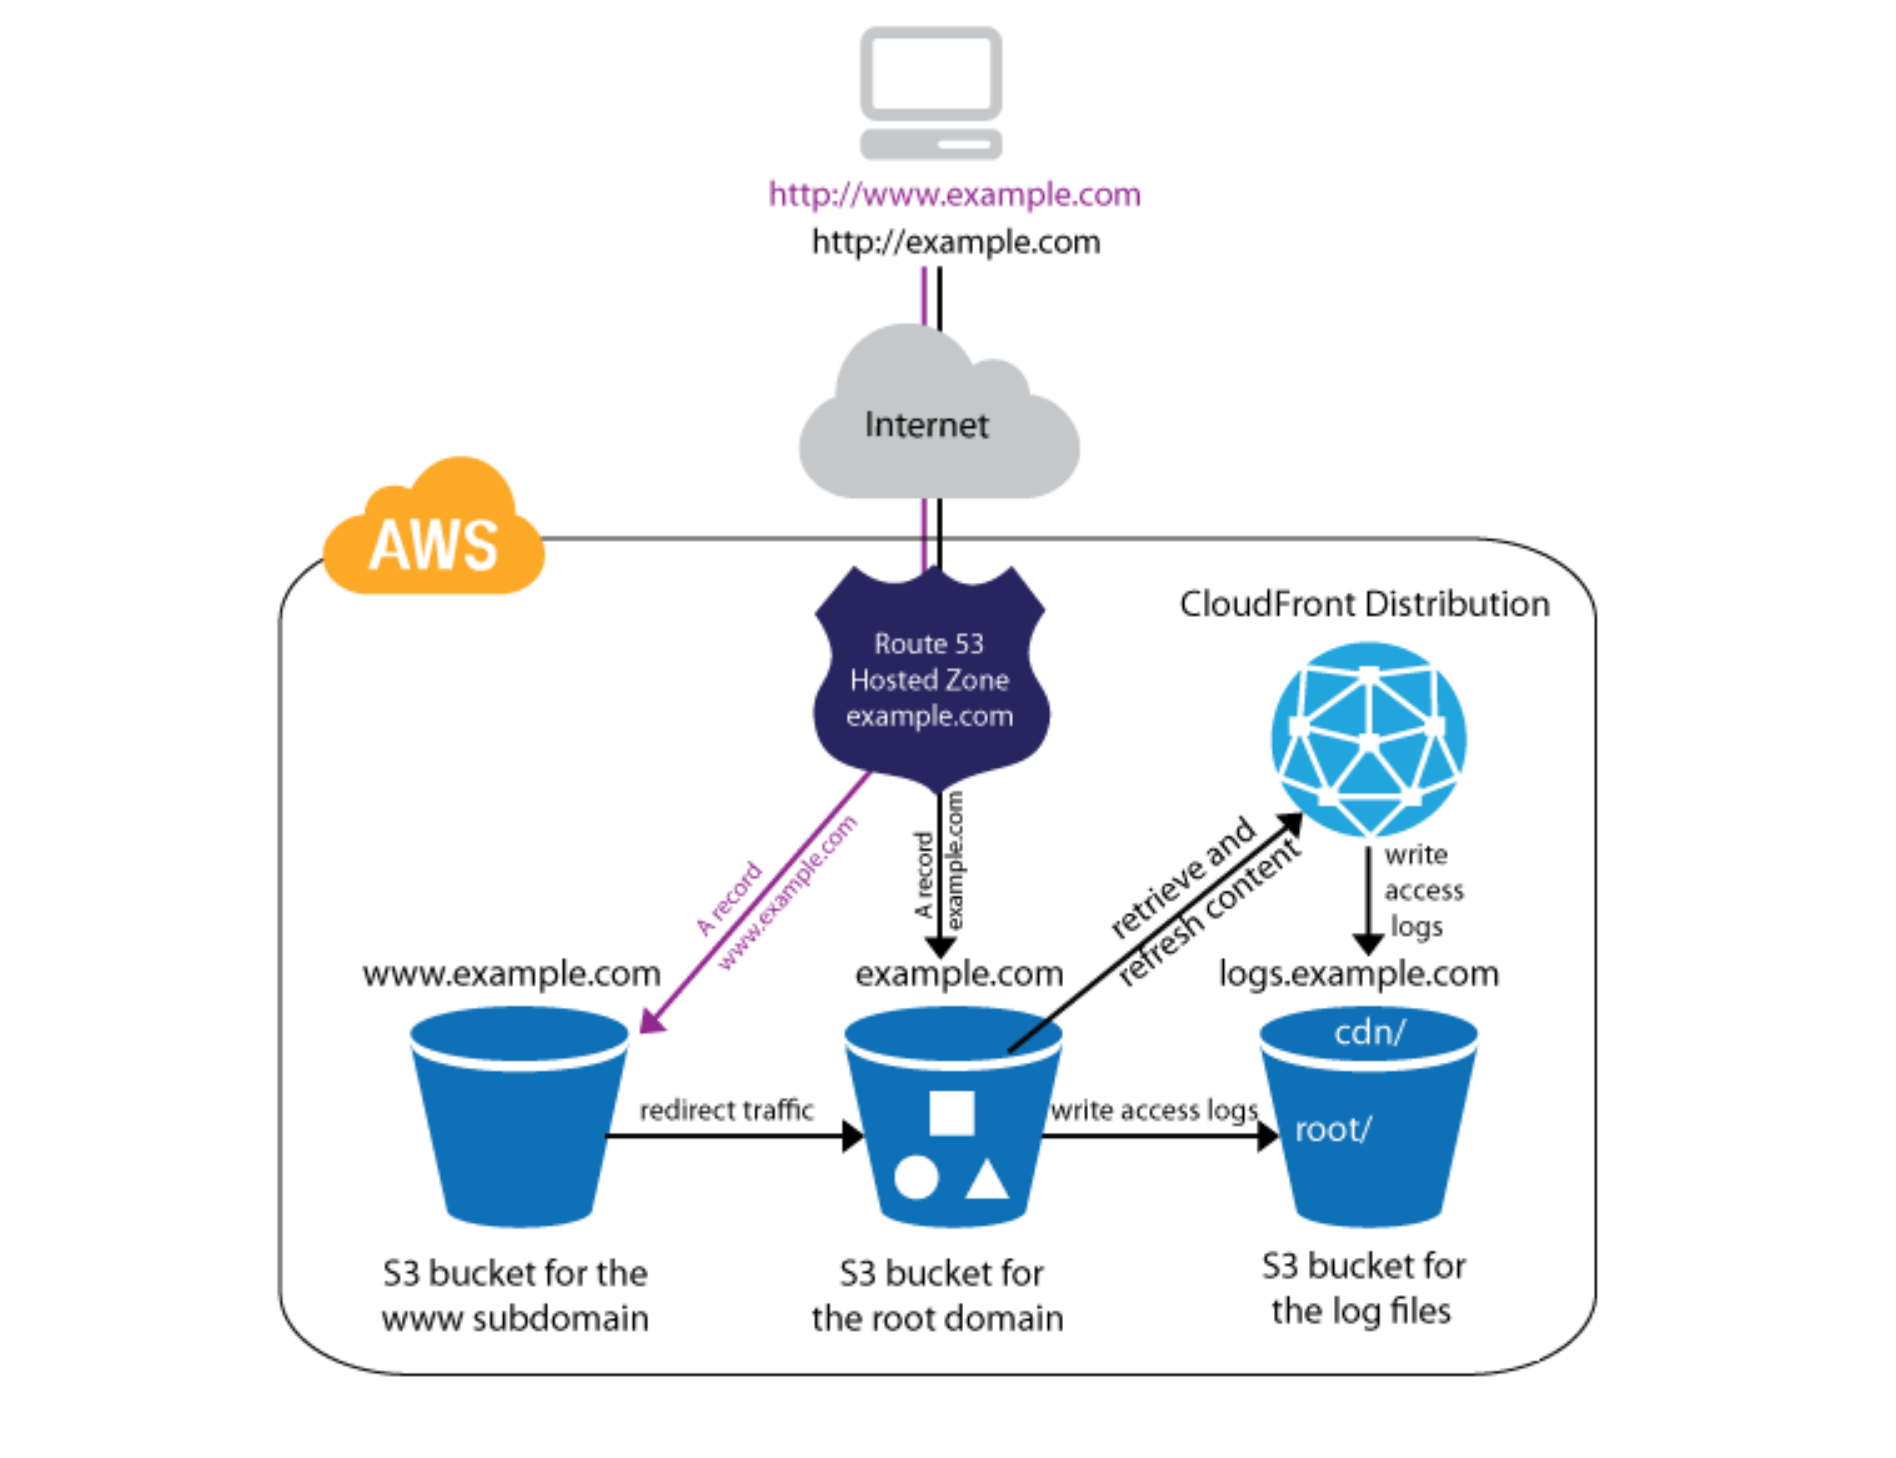 http://www.example.com
http://example.com
Internet
AWS
CloudFront Distribution
Route 53
Hosted Zone
example.com
A record
www.example.com
A record
example.com
retrieve and
refresh content
write
access
logs
www.example.com
example.com
logs.example.com
cdn/
redirect traffic
write access logs
root/
S3 bucket for the
www subdomain
S3 bucket for
the root domain
S3 bucket for
the log files